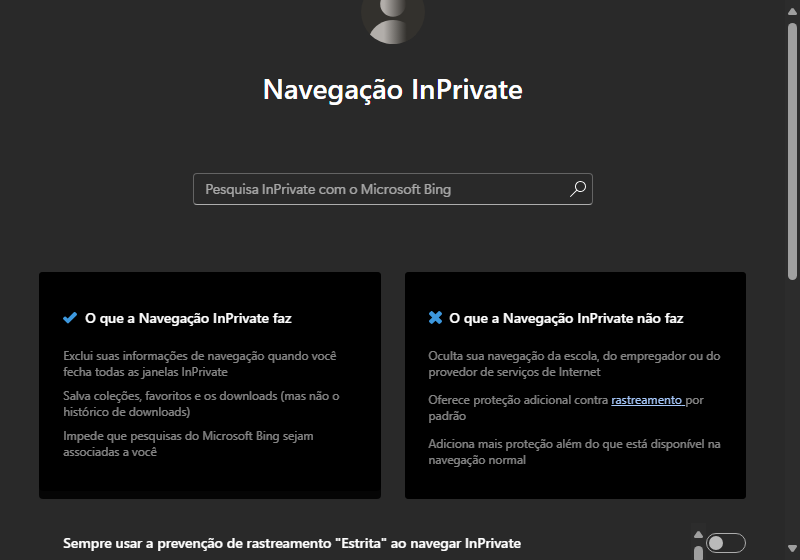 Navegação InPrivate
Pesquisa InPrivate com o Microsoft Bing
O que a Navegação InPrivate faz
Exclui suas informações de navegação quando você
fecha todas as janelas InPrivate
Salva coleções, favoritos e os downloads (mas não o
histórico de downloads)
Impede que pesquisas do Microsoft Bing sejam
associadas a você
O que a Navegação InPrivate não faz
Oculta sua navegação da escola, do empregador ou do
provedor de serviços de Internet
Oferece proteção adicional contra rastreamento por
padrão
Adiciona mais proteção além do que está disponível na
navegação normal
Sempre usar a prevenção de rastreamento "Estrita" ao navegar InPrivate